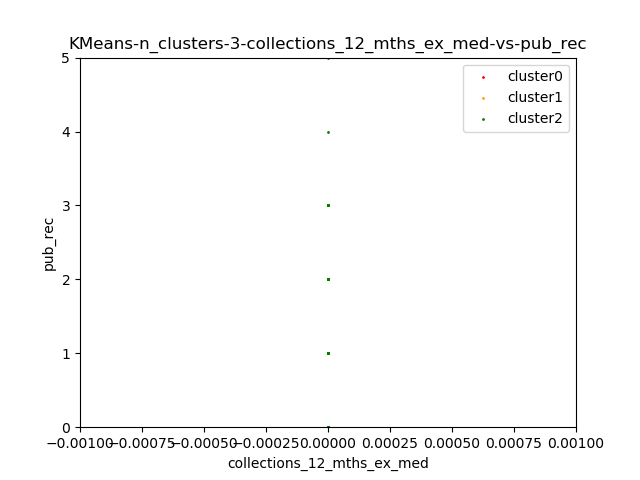 KMeans-n_clusters-3-collections_12_mths_ex_med-vs-pub_rec
cluster0
cluster1
cluster2
5
4
3
2
1
0
pub_rec
−0.00100 −0.00075 −0.00050 −0.00025 0.00000 0.00025 0.00050 0.00075 0.00100
collections_12_mths_ex_med